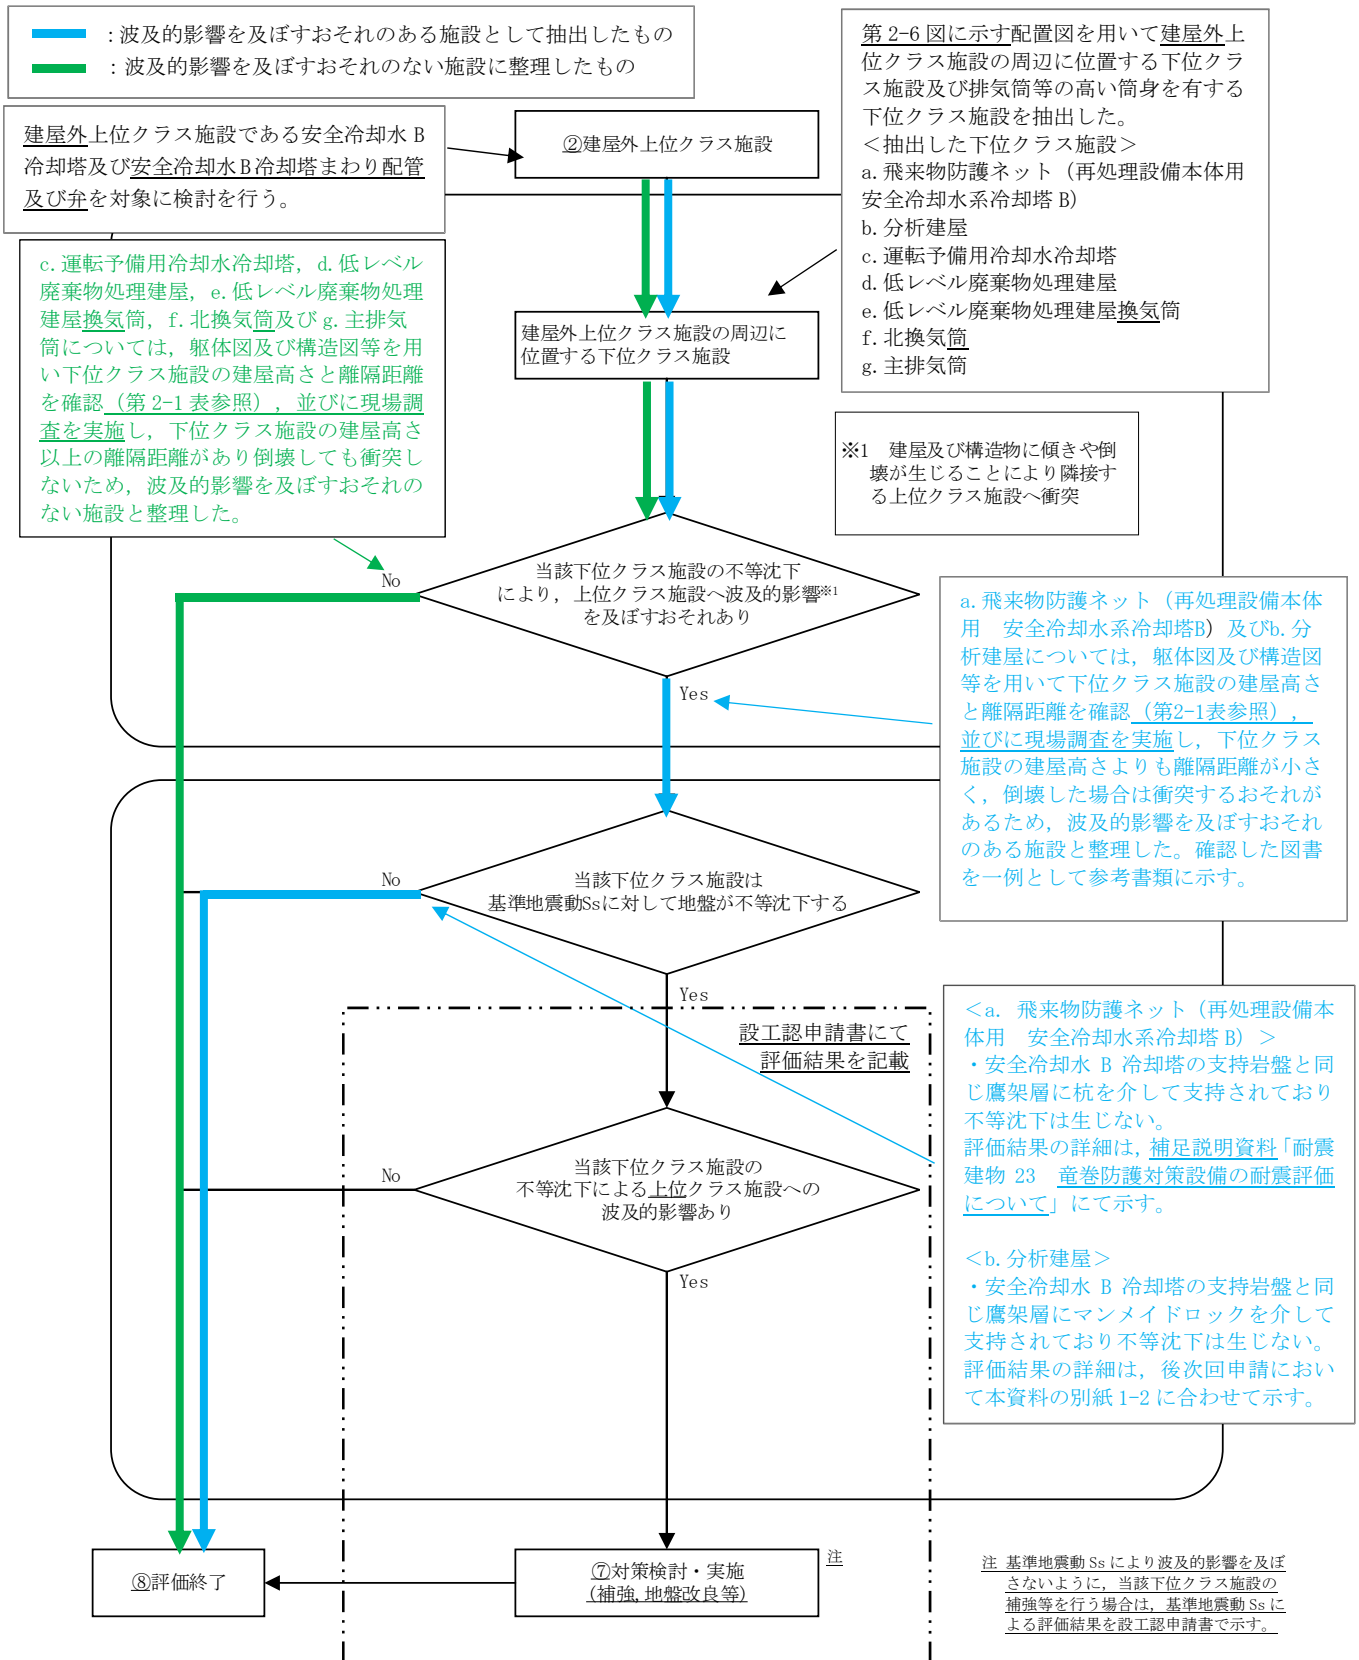 ：波及的影響を及ぼすおそれのある施設として抽出したもの
：波及的影響を及ぼすおそれのない施設に整理したもの
建屋外上位クラス施設である安全冷却水 B
冷却塔及び安全冷却水 B 冷却塔まわり配管
及び弁を対象に検討を行う。
②建屋外上位クラス施設
第 2-6 図に示す配置図を用いて建屋外上
位クラス施設の周辺に位置する下位クラ
ス施設及び排気筒等の高い筒身を有する
下位クラス施設を抽出した。
＜抽出した下位クラス施設＞
a. 飛来物防護ネット（再処理設備本体用
安全冷却水系冷却塔 B）
b. 分析建屋
c. 運転予備用冷却水冷却塔
d. 低レベル廃棄物処理建屋
e. 低レベル廃棄物処理建屋換気筒
f. 北換気筒
g. 主排気筒
c. 運転予備用冷却水冷却塔，d. 低レベル
廃棄物処理建屋，e. 低レベル廃棄物処理
建屋換気筒，f. 北換気筒及び g. 主排気
筒については，躯体図及び構造図等を用
い下位クラス施設の建屋高さと離隔距離
を確認（第 2-1 表参照），並びに現場調
査を実施し，下位クラス施設の建屋高さ
以上の離隔距離があり倒壊しても衝突し
ないため，波及的影響を及ぼすおそれの
ない施設と整理した。
建屋外上位クラス施設の周辺に
位置する下位クラス施設
※1　建屋及び構造物に傾きや倒
壊が生じることにより隣接す
る上位クラス施設へ衝突
No
当該下位クラス施設の不等沈下
により，上位クラス施設へ波及的影響※1
を及ぼすおそれあり
Yes
a. 飛来物防護ネット（再処理設備本体
用　安全冷却水系冷却塔B）及びb. 分
析建屋については，躯体図及び構造図
等を用いて下位クラス施設の建屋高さ
と離隔距離を確認（第2-1表参照），
並びに現場調査を実施し，下位クラス
施設の建屋高さよりも離隔距離が小さ
く，倒壊した場合は衝突するおそれが
あるため，波及的影響を及ぼすおそれ
のある施設と整理した。確認した図書
を一例として参考書類に示す。
No
当該下位クラス施設は
基準地震動Ssに対して地盤が不等沈下する
Yes
設工認申請書にて
評価結果を記載
＜a. 飛来物防護ネット（再処理設備本
体用　安全冷却水系冷却塔 B）＞
・安全冷却水 B 冷却塔の支持岩盤と同
じ鷹架層に杭を介して支持されており
不等沈下は生じない。
評価結果の詳細は，補足説明資料「耐震
建物 23　竜巻防護対策設備の耐震評価
について」にて示す。
＜b. 分析建屋＞
・安全冷却水 B 冷却塔の支持岩盤と同
じ鷹架層にマンメイドロックを介して
支持されており不等沈下は生じない。
評価結果の詳細は，後次回申請におい
て本資料の別紙 1-2 に合わせて示す。
No
当該下位クラス施設の
不等沈下による上位クラス施設への
波及的影響あり
Yes
⑧評価終了
⑦対策検討・実施
(補強, 地盤改良等)
注
注 基準地震動 Ss により波及的影響を及ぼ
さないように，当該下位クラス施設の
補強等を行う場合は，基準地震動 Ss に
よる評価結果を設工認申請書で示す。